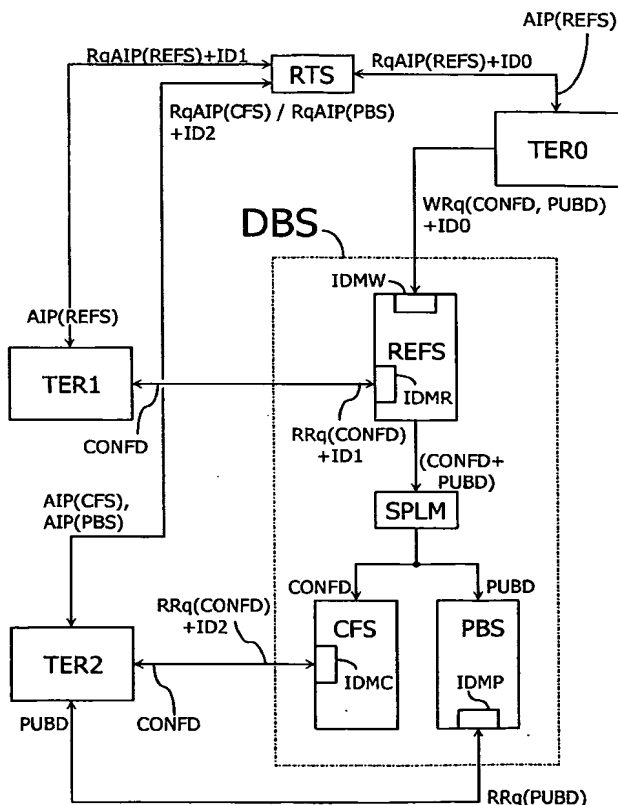 AIP(REFS)
RqAIP(REFS)+ID1
RTS
RqAIP(REFS)+ID0
RqAIP(CFS) / RqAIP(PBS)
+ID2
TER0
WRq(CONFD, PUBD)
+ID0
DBS
IDMW
REFS
AIP(REFS)
TER1
IDMR
CONFD
RRq(CONFD)
+ID1
(CONFD+
PUBD)
AIP(CFS),
AIP(PBS)
SPLM
CONFD
PUBD
RRq(CONFD)
+ID2
CFS
PBS
TER2
IDMC
IDMP
PUBD
CONFD
RRq(PUBD)